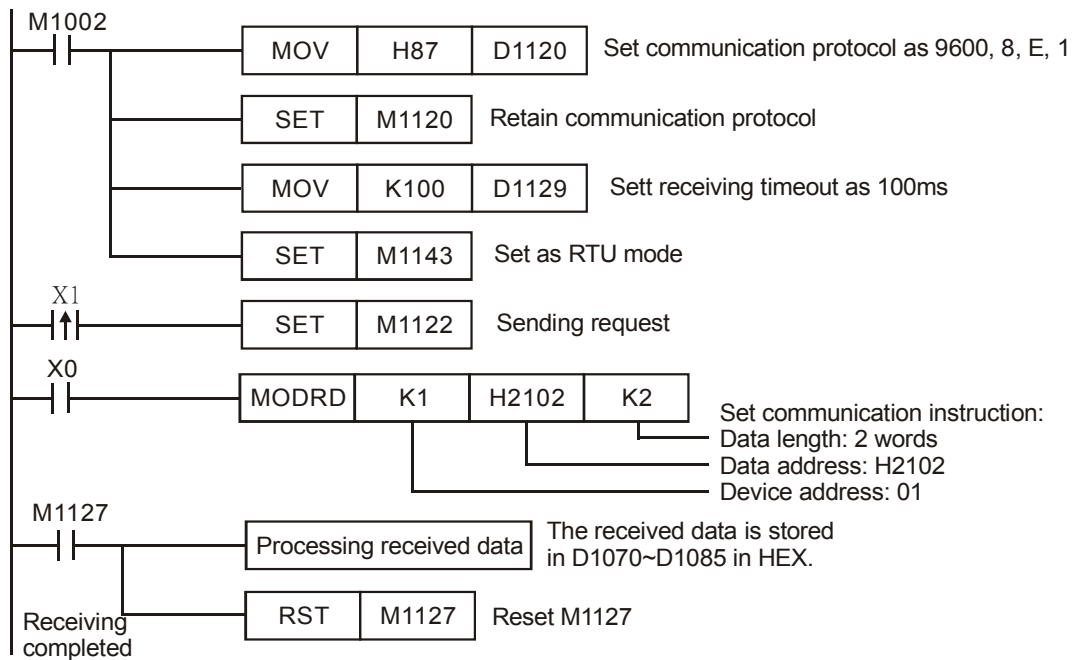 M1002
MOV H87 D1120 Set communication protocol as 9600, 8, E, 1
SET M1120 Retain communication protocol
MOV K100 D1129 Sett receiving timeout as 100ms
SET M1143 Set as RTU mode
X1
SET M1122 Sending request
X0
MODRD K1 H2102 K2
Set communication instruction:
Data length: 2 words
Data address: H2102
Device address: 01
M1127
Processing received data
The received data is stored
in D1070~D1085 in HEX.
RST M1127 Reset M1127
Receiving
completed